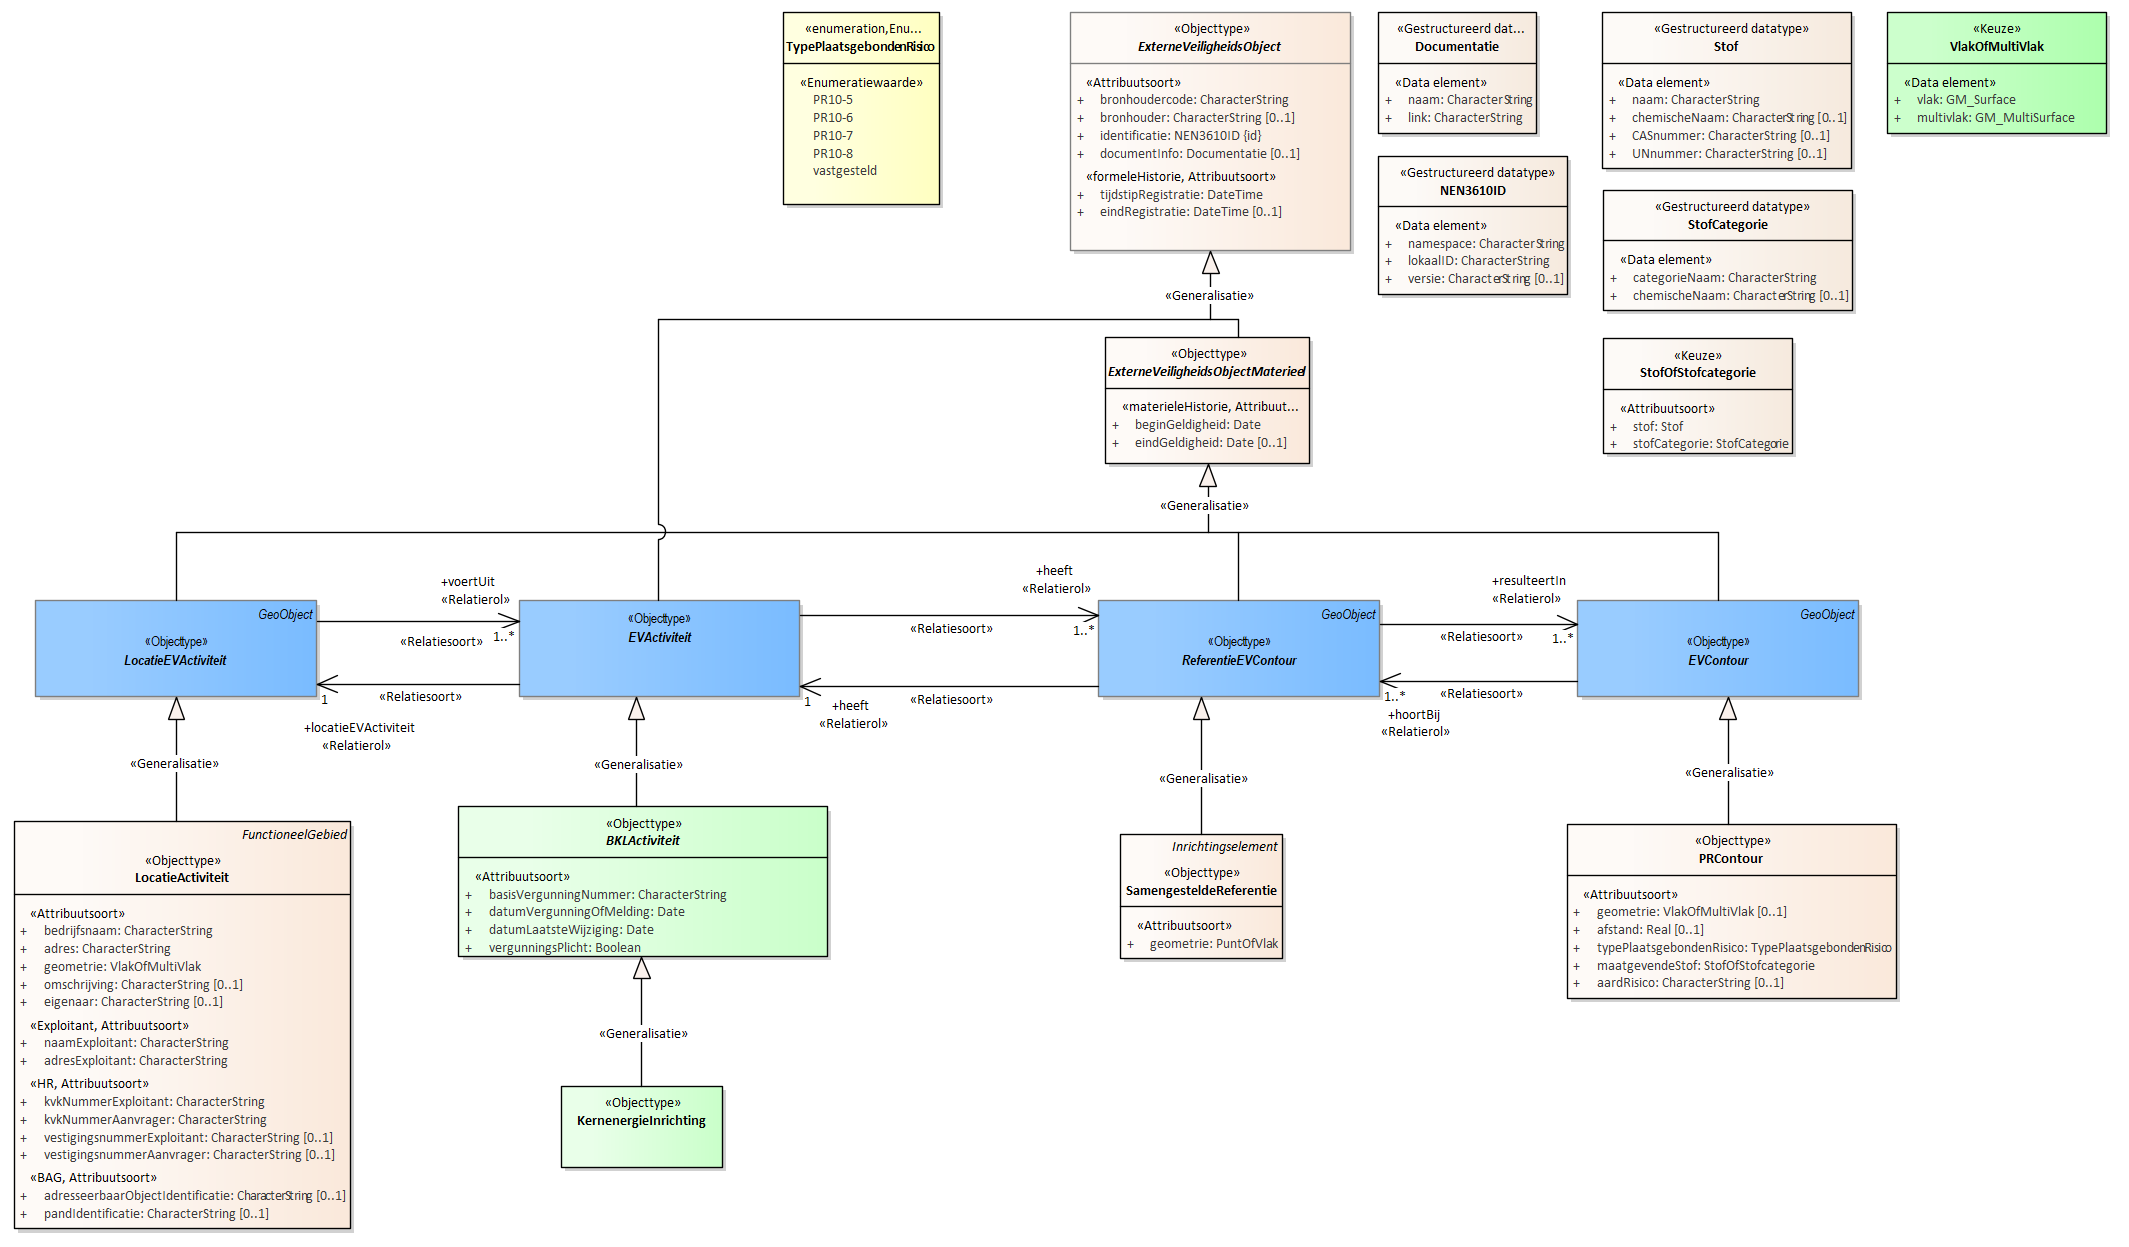 «enumeration,Enu...
TypePlaatsgebondenRisico
«Enumeratiewaarde»
PR10-5
PR10-6
PR10-7
PR10-8
vastgesteld
«Objecttype»
ExterneVeiligheidsObject
«Attribuutsoort»
+ bronhoudercode: CharacterString
+ bronhouder: CharacterString [0..1]
+ identificatie: NEN3610ID {id}
+ documentInfo: Documentatie [0..1]
«formeleHistorie, Attribuutsoort»
+ tijdstipRegistratie: DateTime
+ eindRegistratie: DateTime [0..1]
«Gestructureerd dat...
Documentatie
«Data element»
+ naam: CharacterString
+ link: CharacterString
«Gestructureerd datatype»
NEN3610ID
«Data element»
+ namespace: CharacterString
+ lokaalID: CharacterString
+ versie: CharacterString [0..1]
«Gestructureerd datatype»
Stof
«Data element»
+ naam: CharacterString
+ chemischeNaam: CharacterString [0..1]
+ CASnummer: CharacterString [0..1]
+ UNnummer: CharacterString [0..1]
«Gestructureerd datatype»
StofCategorie
«Data element»
+ categorieNaam: CharacterString
+ chemischeNaam: CharacterString [0..1]
«Keuze»
StofOfStofcategorie
«Attribuutsoort»
+ stof: Stof
+ stofCategorie: StofCategorie
«Keuze»
VlakOfMultiVlak
«Data element»
+ vlak: GM_Surface
+ multivlak: GM_MultiSurface
«Generalisatie»
«Objecttype»
ExterneVeiligheidsObjectMaterieel
«materieleHistorie, Attribuut...
+ beginGeldigheid: Date
+ eindGeldigheid: Date [0..1]
«Generalisatie»
GeoObject
«Objecttype»
LocatieEVActiviteit
+voertUit
«Relatierol»
1..*
«Relatiesoort»
«Relatiesoort»
1
+locatieEVActiviteit
«Relatierol»
«Objecttype»
EVActiviteit
+heeft
«Relatierol»
1..*
«Relatiesoort»
«Relatiesoort»
1
+heeft
«Relatierol»
GeoObject
«Objecttype»
ReferentieEVContour
+resulteertIn
«Relatierol»
1..*
«Relatiesoort»
«Relatiesoort»
1..*
+hoortBij
«Relatierol»
GeoObject
«Objecttype»
EVContour
«Generalisatie»
«Generalisatie»
«Generalisatie»
«Generalisatie»
FunctioneelGebied
«Objecttype»
LocatieActiviteit
«Attribuutsoort»
+ bedrijfsnaam: CharacterString
+ adres: CharacterString
+ geometrie: VlakOfMultiVlak
+ omschrijving: CharacterString [0..1]
+ eigenaar: CharacterString [0..1]
«Exploitant, Attribuutsoort»
+ naamExploitant: CharacterString
+ adresExploitant: CharacterString
«HR, Attribuutsoort»
+ kvkNummerExploitant: CharacterString
+ kvkNummerAanvrager: CharacterString
+ vestigingsnummerExploitant: CharacterString [0..1]
+ vestigingsnummerAanvrager: CharacterString [0..1]
«BAG, Attribuutsoort»
+ adresseerbaarObjectIdentificatie: CharacterString [0..1]
+ pandIdentificatie: CharacterString [0..1]
«Objecttype»
BKLActiviteit
«Attribuutsoort»
+ basisVergunningNummer: CharacterString
+ datumVergunningOfMelding: Date
+ datumLaatsteWijziging: Date
+ vergunningsPlicht: Boolean
«Generalisatie»
«Objecttype»
KernenergieInrichting
Inrichtingselement
«Objecttype»
SamengesteldeReferentie
«Attribuutsoort»
+ geometrie: PuntOfVlak
«Objecttype»
PRContour
«Attribuutsoort»
+ geometrie: VlakOfMultiVlak [0..1]
+ afstand: Real [0..1]
+ typePlaatsgebondenRisico: TypePlaatsgebondenRisico
+ maatgevendeStof: StofOfStofcategorie
+ aardRisico: CharacterString [0..1]